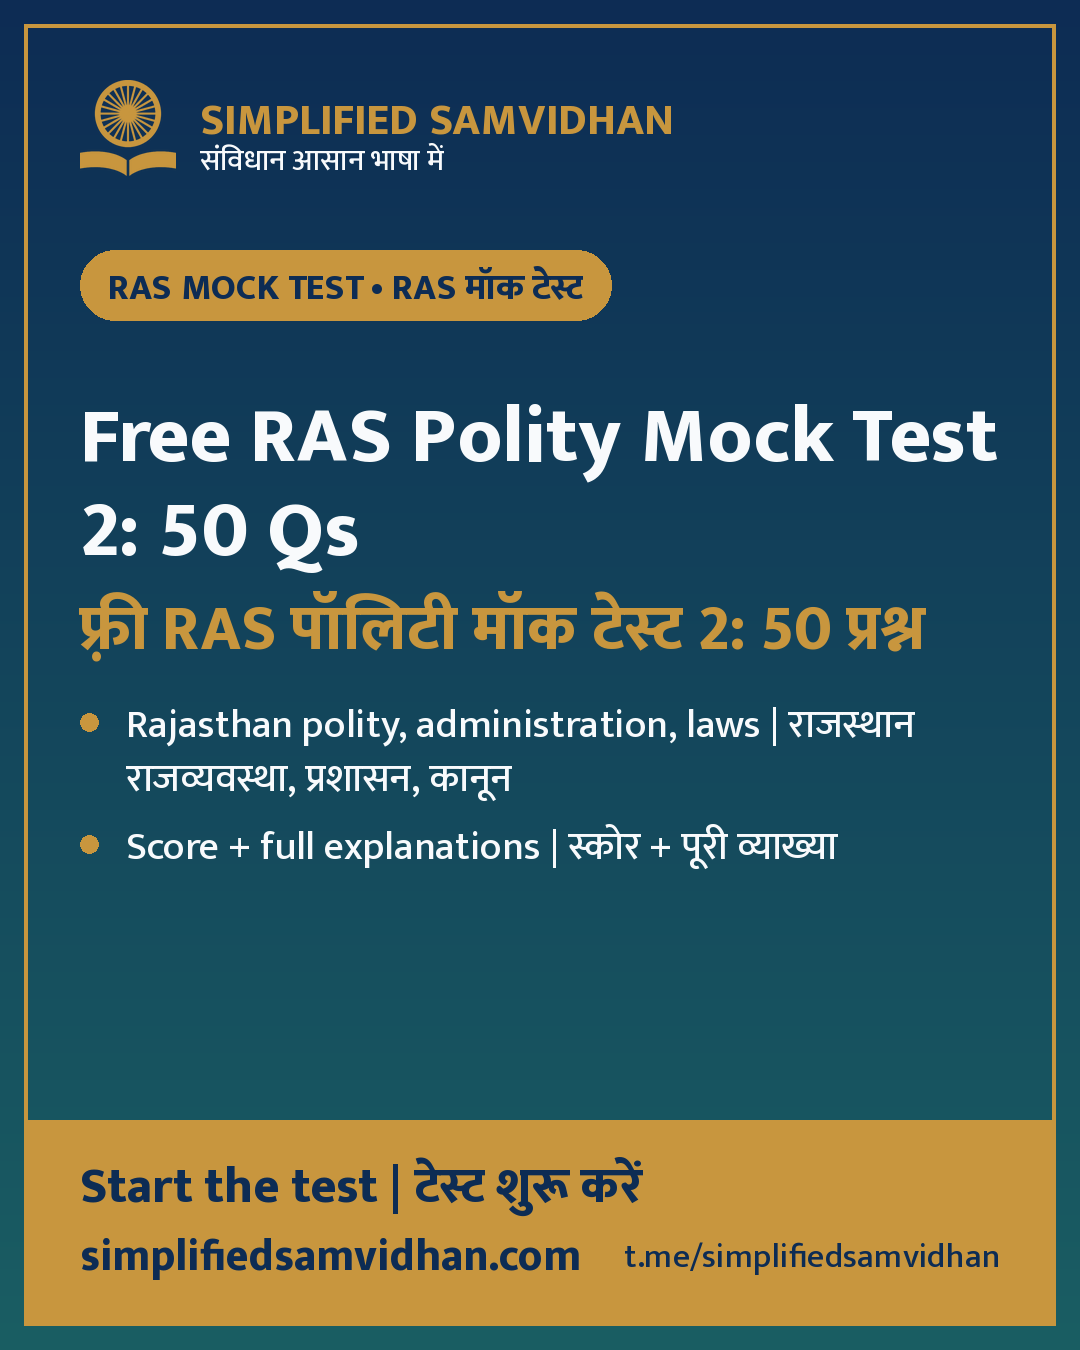 SIMPLIFIED SAMVIDHAN
संविधान आसान भाषा में
RAS MOCK TEST • RAS मॉक टेस्ट
Free RAS Polity Mock Test
2: 50 Qs
फ़्री RAS पॉलिटी मॉक टेस्ट 2: 50 प्रश्न
Rajasthan polity, administration, laws | राजस्थान
राजव्यवस्था, प्रशासन, कानून
Score + full explanations | स्कोर + पूरी व्याख्या
Start the test | टेस्ट शुरू करें
simplifiedsamvidhan.com t.me/simplifiedsamvidhan